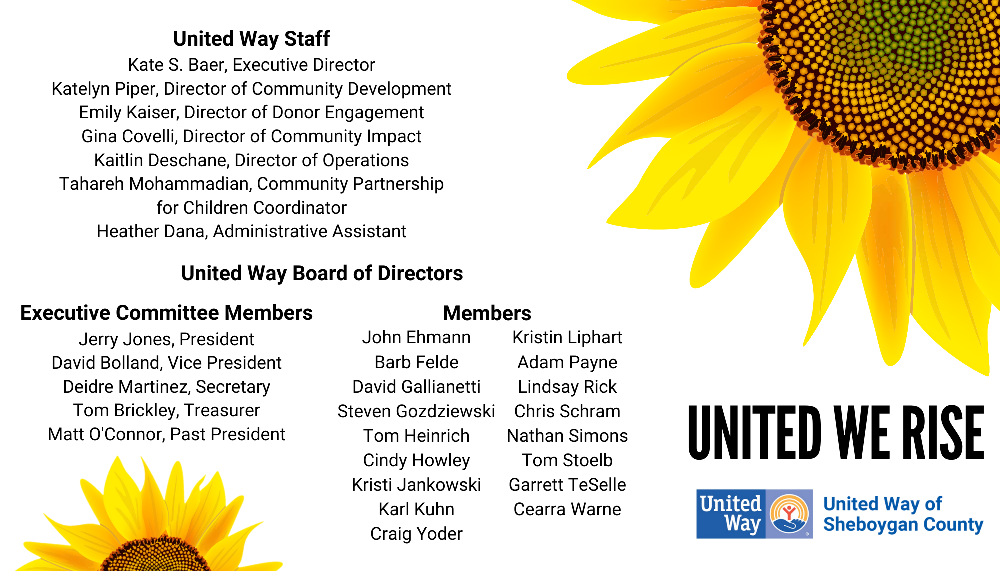 United Way Staff
Kate S. Baer, Executive Director
Katelyn Piper, Director of Community Development
Emily Kaiser, Director of Donor Engagement
Gina Covelli, Director of Community Impact
Kaitlin Deschane, Director of Operations
Tahareh Mohammadian, Community Partnership
for Children Coordinator
Heather Dana, Administrative Assistant
United Way Board of Directors
Executive Committee Members
Jerry Jones, President
David Bolland, Vice President
Deidre Martinez, Secretary
Tom Brickley, Treasurer
Matt O'Connor, Past President
Members
John Ehmann
Barb Felde
David Gallianetti
Steven Gozdziewski
Tom Heinrich
Cindy Howley
Kristi Jankowski
Karl Kuhn
Craig Yoder
Kristin Liphart
Adam Payne
Lindsay Rick
Chris Schram
Nathan Simons
Tom Stoelb
Garrett TeSelle
Cearra Warne
UNITED WE RISE
United
Way
®
United Way of
Sheboygan County